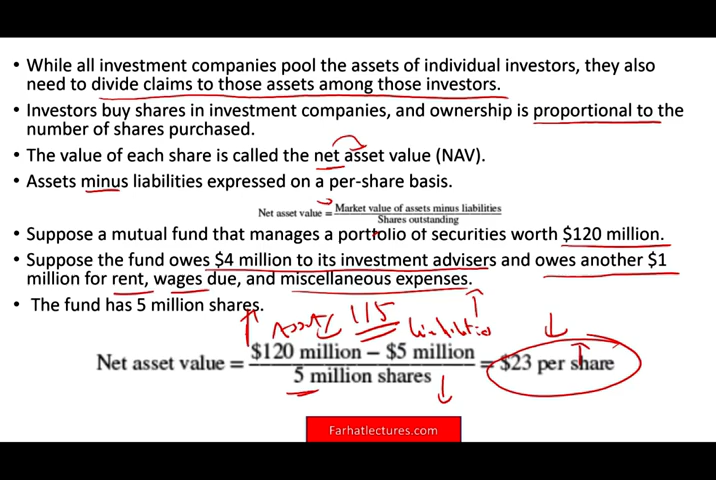 • While all investment companies pool the assets of individual investors, they also
need to divide claims to those assets among those investors.
• Investors buy shares in investment companies, and ownership is proportional to the
number of shares purchased.
• The value of each share is called the net asset value (NAV).
• Assets minus liabilities expressed on a per-share basis.
Net asset value = Market value of assets minus liabilities
Shares outstanding
• Suppose a mutual fund that manages a portfolio of securities worth $120 million.
• Suppose the fund owes $4 million to its investment advisers and owes another $1
million for rent, wages due, and miscellaneous expenses.
• The fund has 5 million shares.
Assets 115 liabilities
Net asset value = $120 million – $5 million = $23 per share
5 million shares
Farhatlectures.com